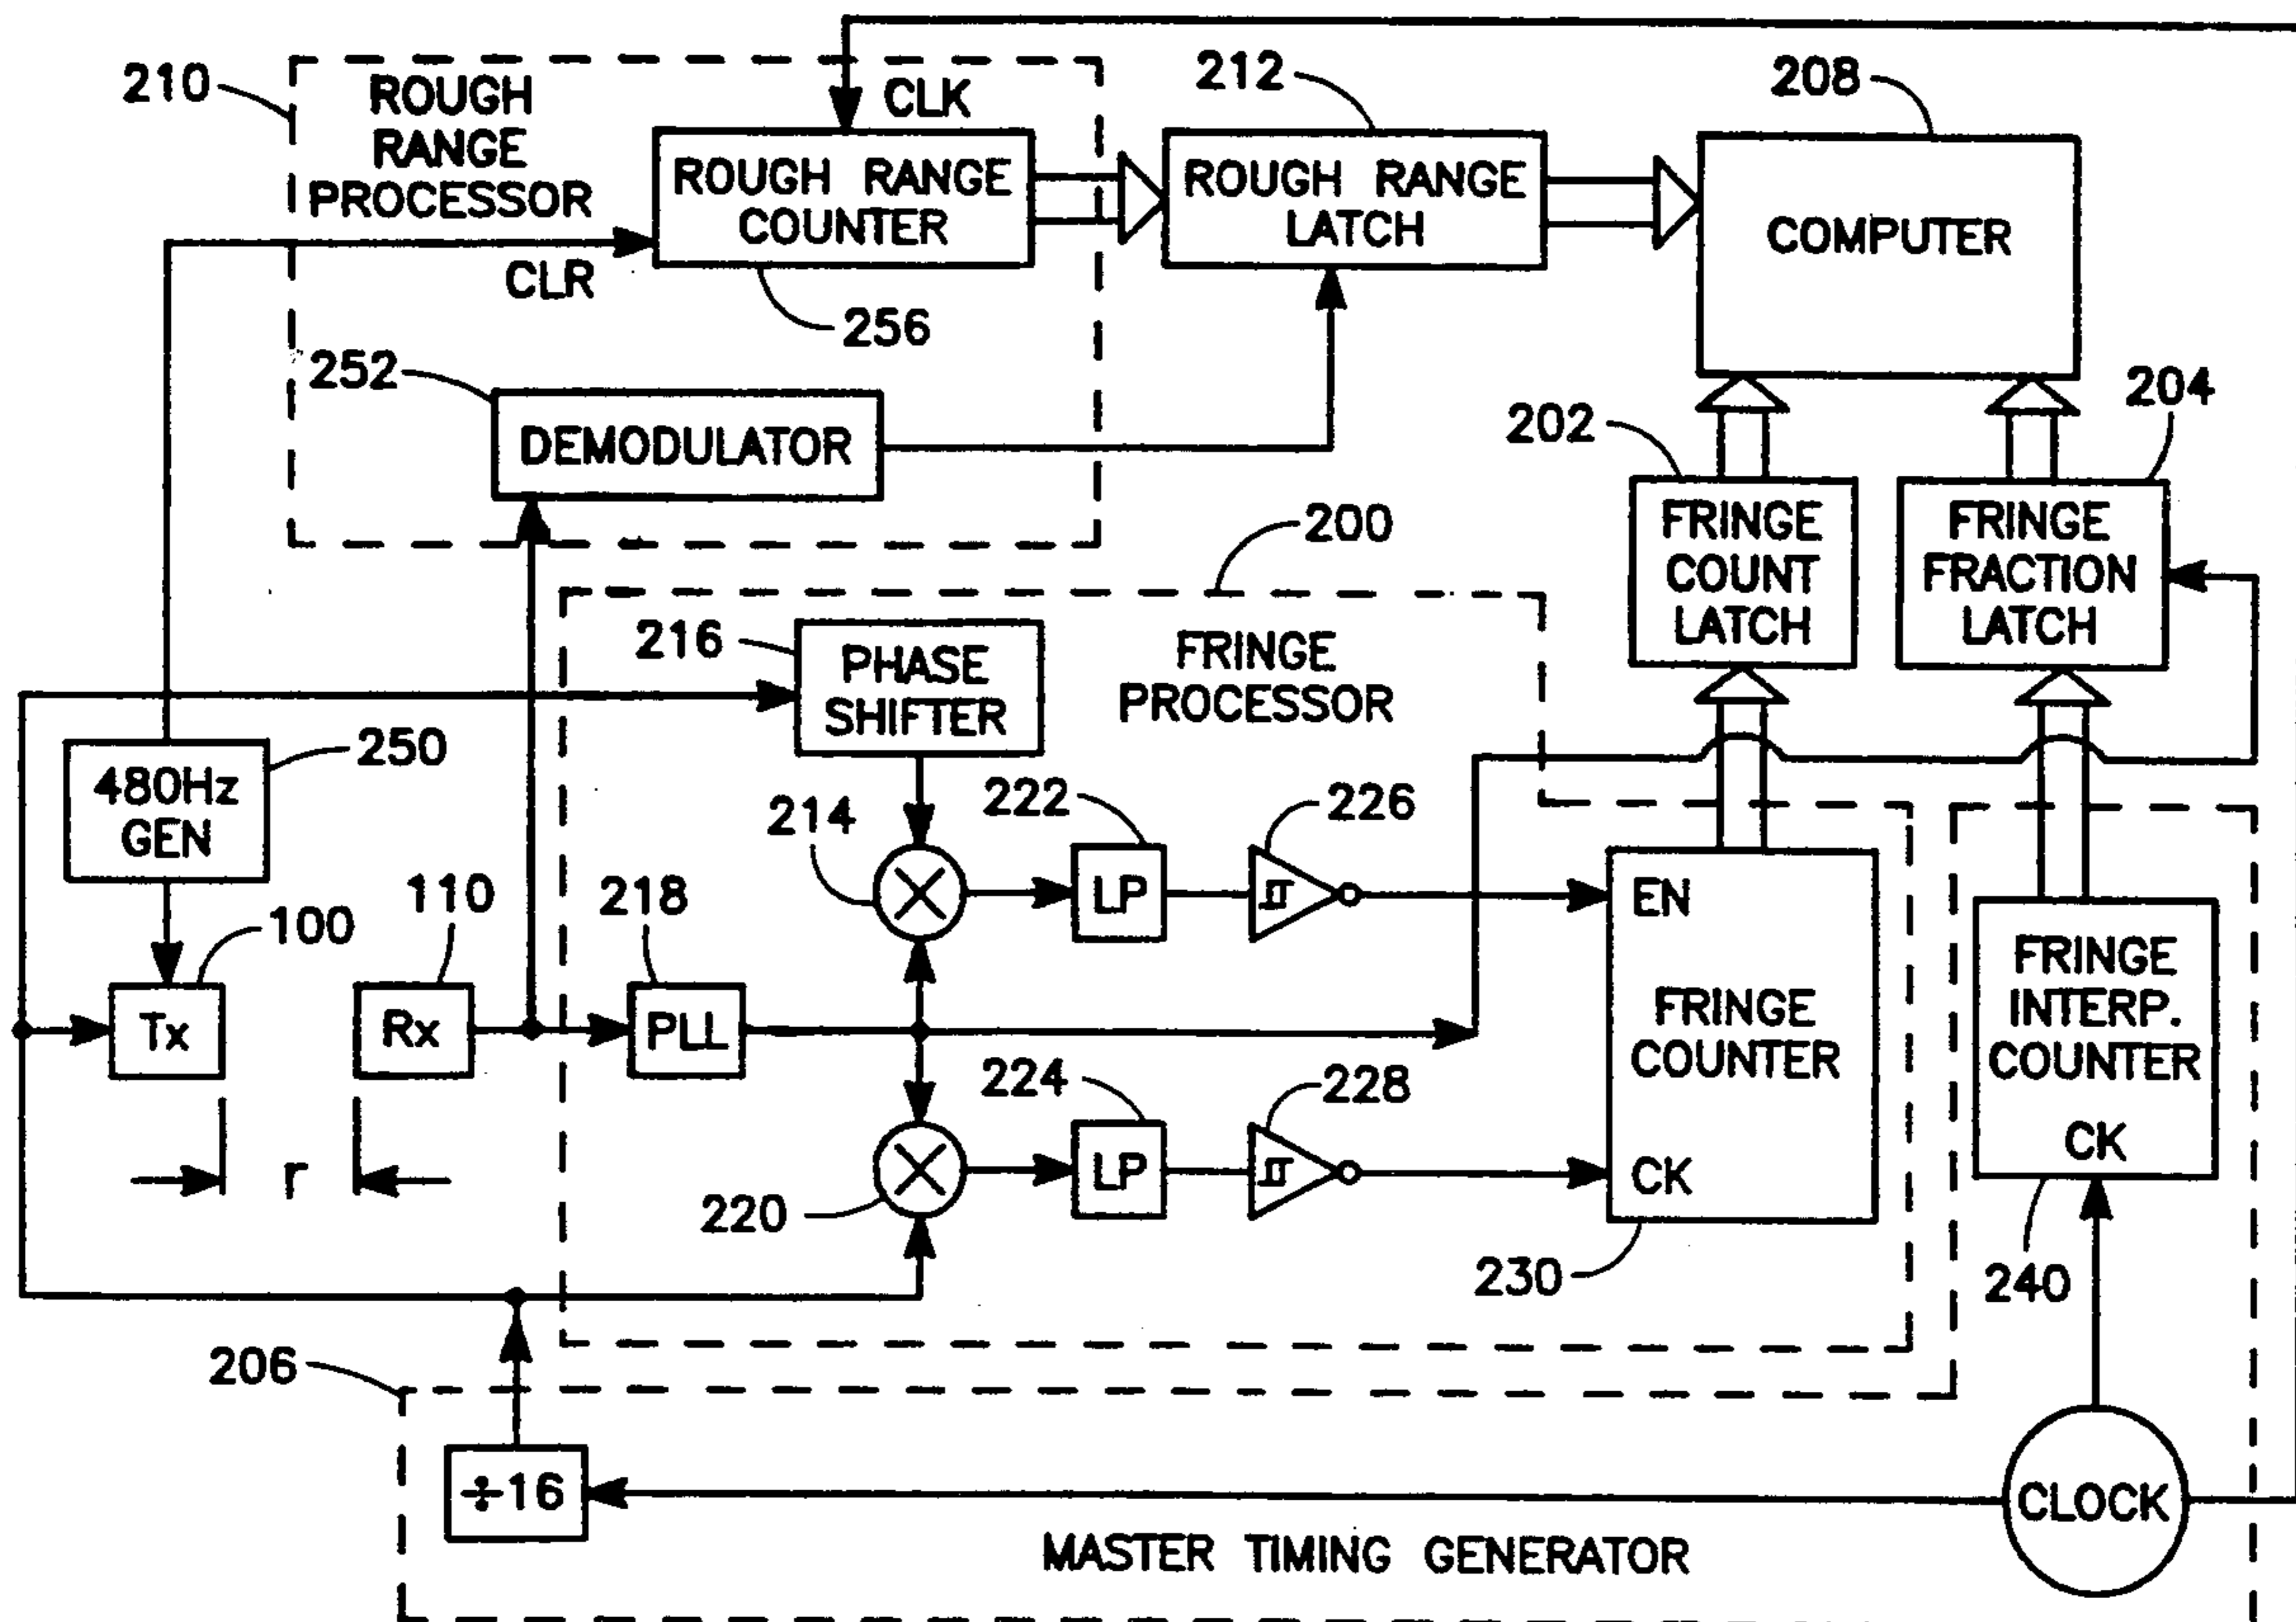 210
ROUGH
RANGE
PROCESSOR
CLK
212
208
ROUGH RANGE
COUNTER
ROUGH RANGE
LATCH
COMPUTER
CLR
256
252
DEMODULATOR
202
204
200
FRINGE
COUNT
LATCH
FRINGE
FRACTION
LATCH
216
PHASE
SHIFTER
FRINGE
PROCESSOR
250
480Hz
GEN
214
222
226
110
100
218
LP
EN
Tx
Rx
PLL
FRINGE
COUNTER
FRINGE
INTERP.
COUNTER
CK
224
228
r
220
LP
CK
230
240
206
÷16
CLOCK
MASTER TIMING GENERATOR